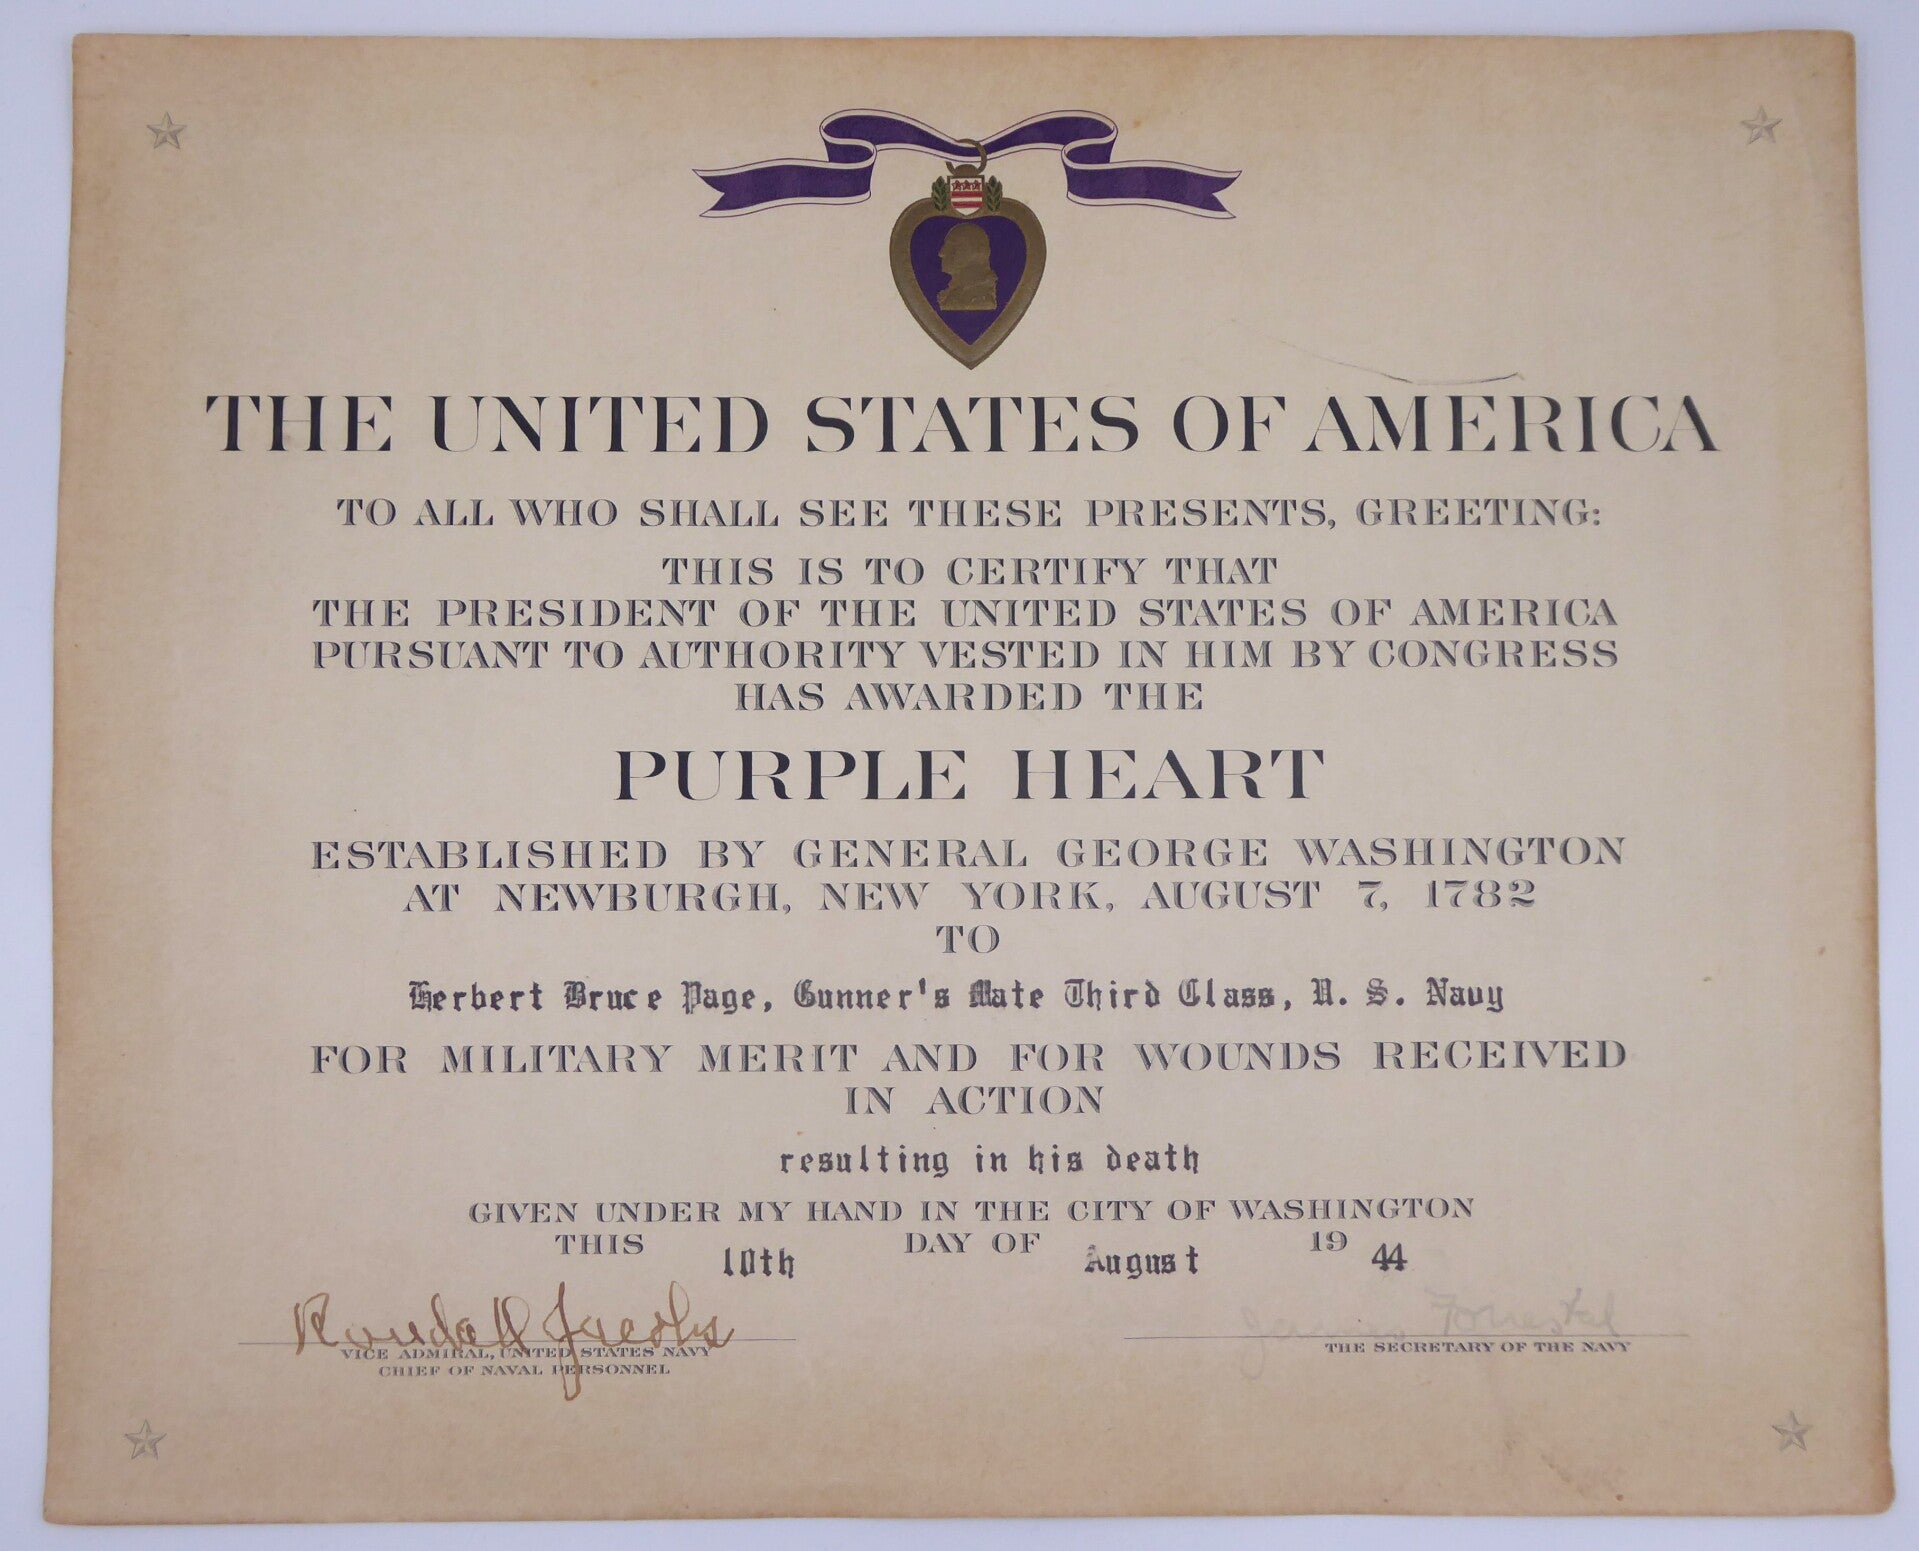 THE UNITED STATES OF AMERICA
TO ALL WHO SHALL SEE THESE PRESENTS, GREETING:
THIS IS TO CERTIFY THAT
THE PRESIDENT OF THE UNITED STATES OF AMERICA
PURSUANT TO AUTHORITY VESTED IN HIM BY CONGRESS
HAS AWARDED THE
PURPLE HEART
ESTABLISHED BY GENERAL GEORGE WASHINGTON
AT NEWBURGH, NEW YORK, AUGUST 7, 1782
TO
Herbert Bruce Page, Gunner's Mate Third Class, U. S. Navy
FOR MILITARY MERIT AND FOR WOUNDS RECEIVED
IN ACTION
resulting in his death
GIVEN UNDER MY HAND IN THE CITY OF WASHINGTON
THIS 10th DAY OF August 1944
Randall Jacobs James Forrestal
VICE ADMIRAL, UNITED STATES NAVY THE SECRETARY OF THE NAVY
CHIEF OF NAVAL PERSONNEL